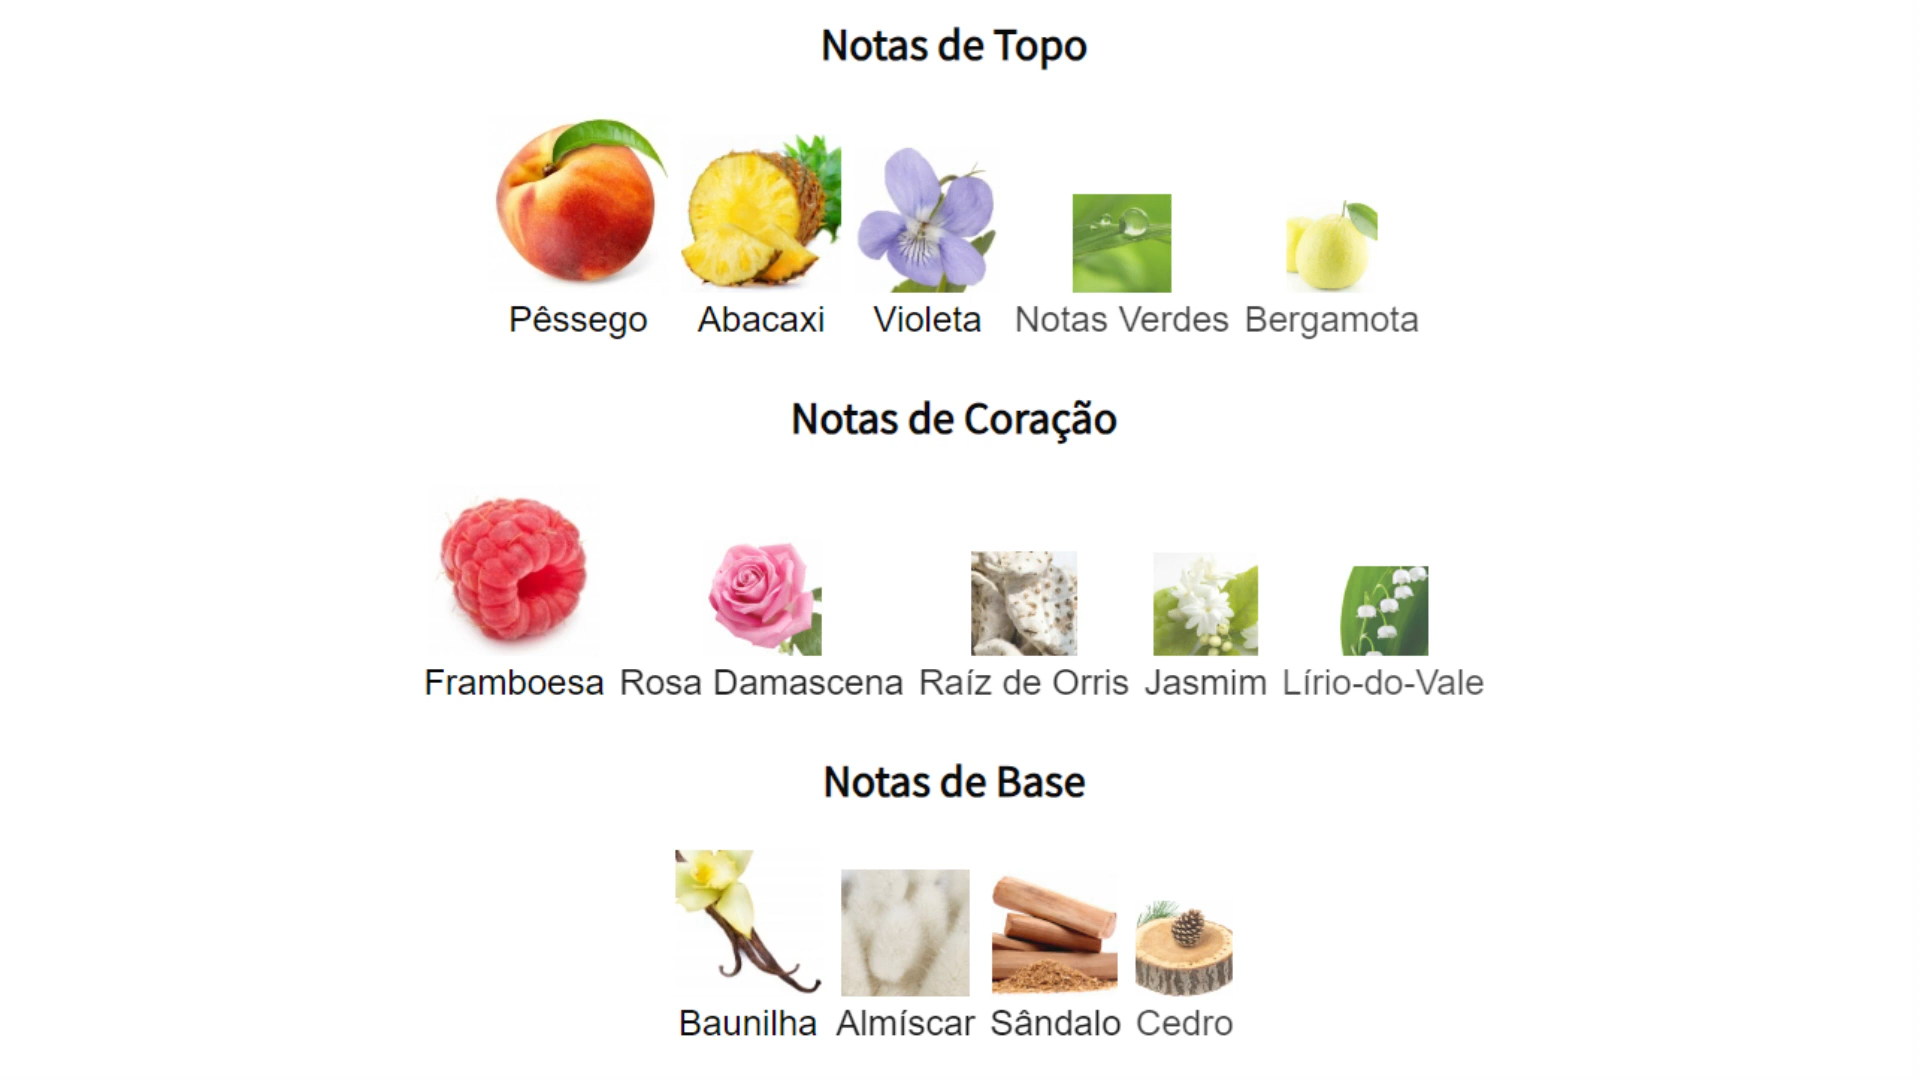 Notas de Topo
Pêssego Abacaxi Violeta Notas Verdes Bergamota
Notas de Coração
Framboesa Rosa Damascena Raíz de Orris Jasmim Lírio-do-Vale
Notas de Base
Baunilha Almíscar Sândalo Cedro